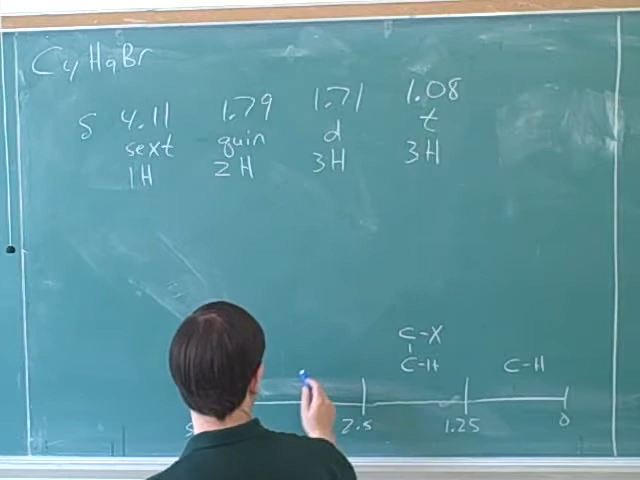 C4H9Br
δ 4.11 1.79 1.71 1.08
sext quin d t
1H 2H 3H 3H
C-X
C-H C-H
2.5 1.25 0